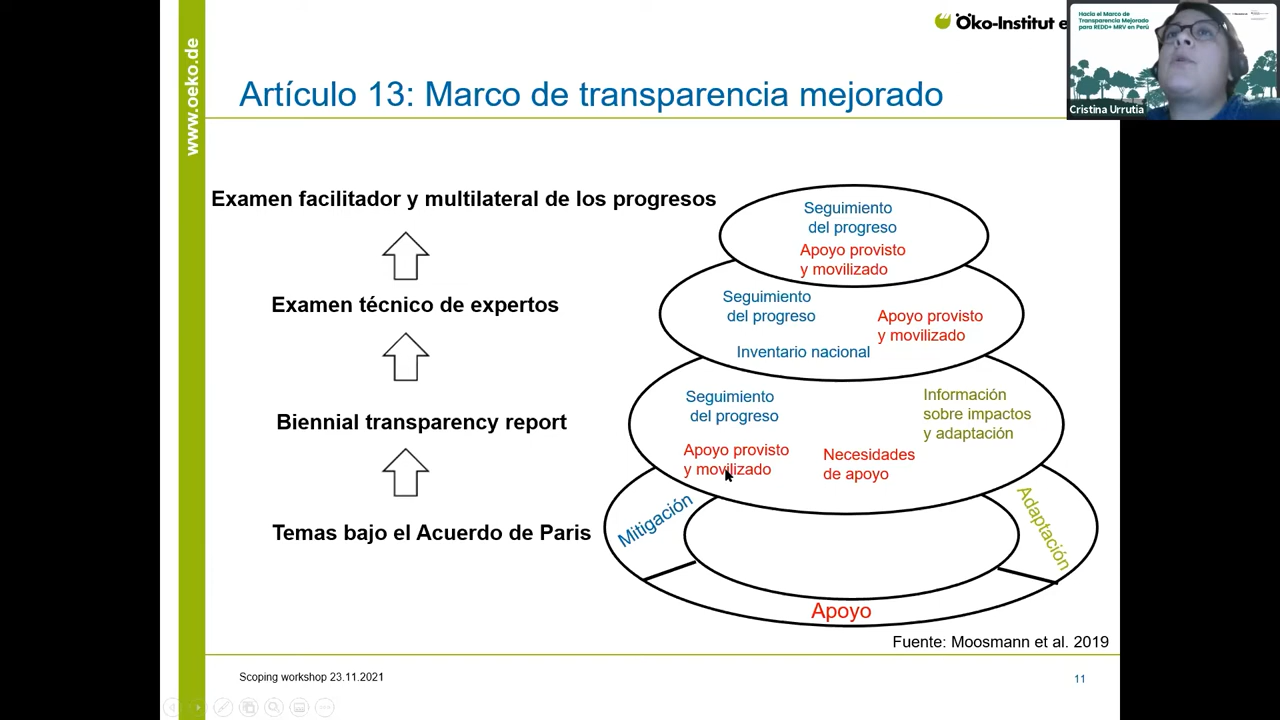 www.oeko.de
Öko-Institut e
Hacia el Marco de
Transparencia Mejorado
para REDD+ MRV en Perú
Cristina Urrutia
Artículo 13: Marco de transparencia mejorado
Examen facilitador y multilateral de los progresos
Examen técnico de expertos
Biennial transparency report
Temas bajo el Acuerdo de Paris
Seguimiento
del progreso
Apoyo provisto
y movilizado
Seguimiento
del progreso
Apoyo provisto
y movilizado
Inventario nacional
Seguimiento
del progreso
Información
sobre impactos
y adaptación
Apoyo provisto
y movilizado
Necesidades
de apoyo
Mitigación
Adaptación
Apoyo
Fuente: Moosmann et al. 2019
Scoping workshop 23.11.2021
11